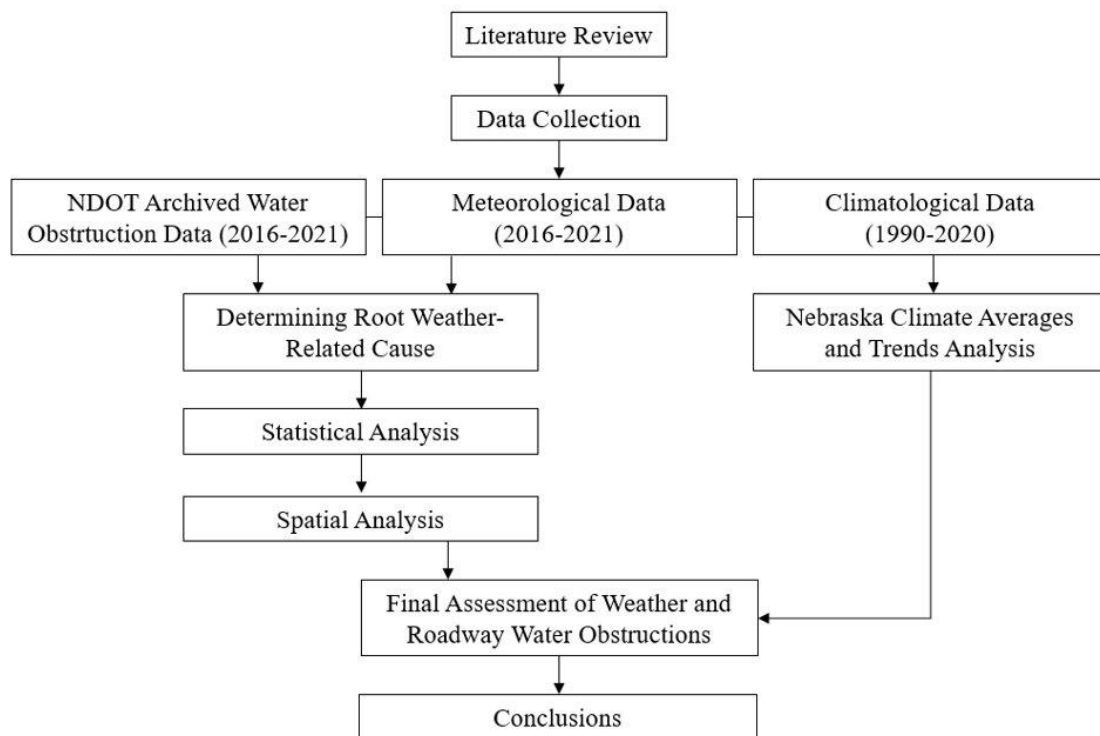 Literature Review
Data Collection
NDOT Archived Water
Obstrtuction Data (2016-2021)
Meteorological Data
(2016-2021)
Climatological Data
(1990-2020)
Determining Root Weather-
Related Cause
Nebraska Climate Averages
and Trends Analysis
Statistical Analysis
Spatial Analysis
Final Assessment of Weather and
Roadway Water Obstructions
Conclusions